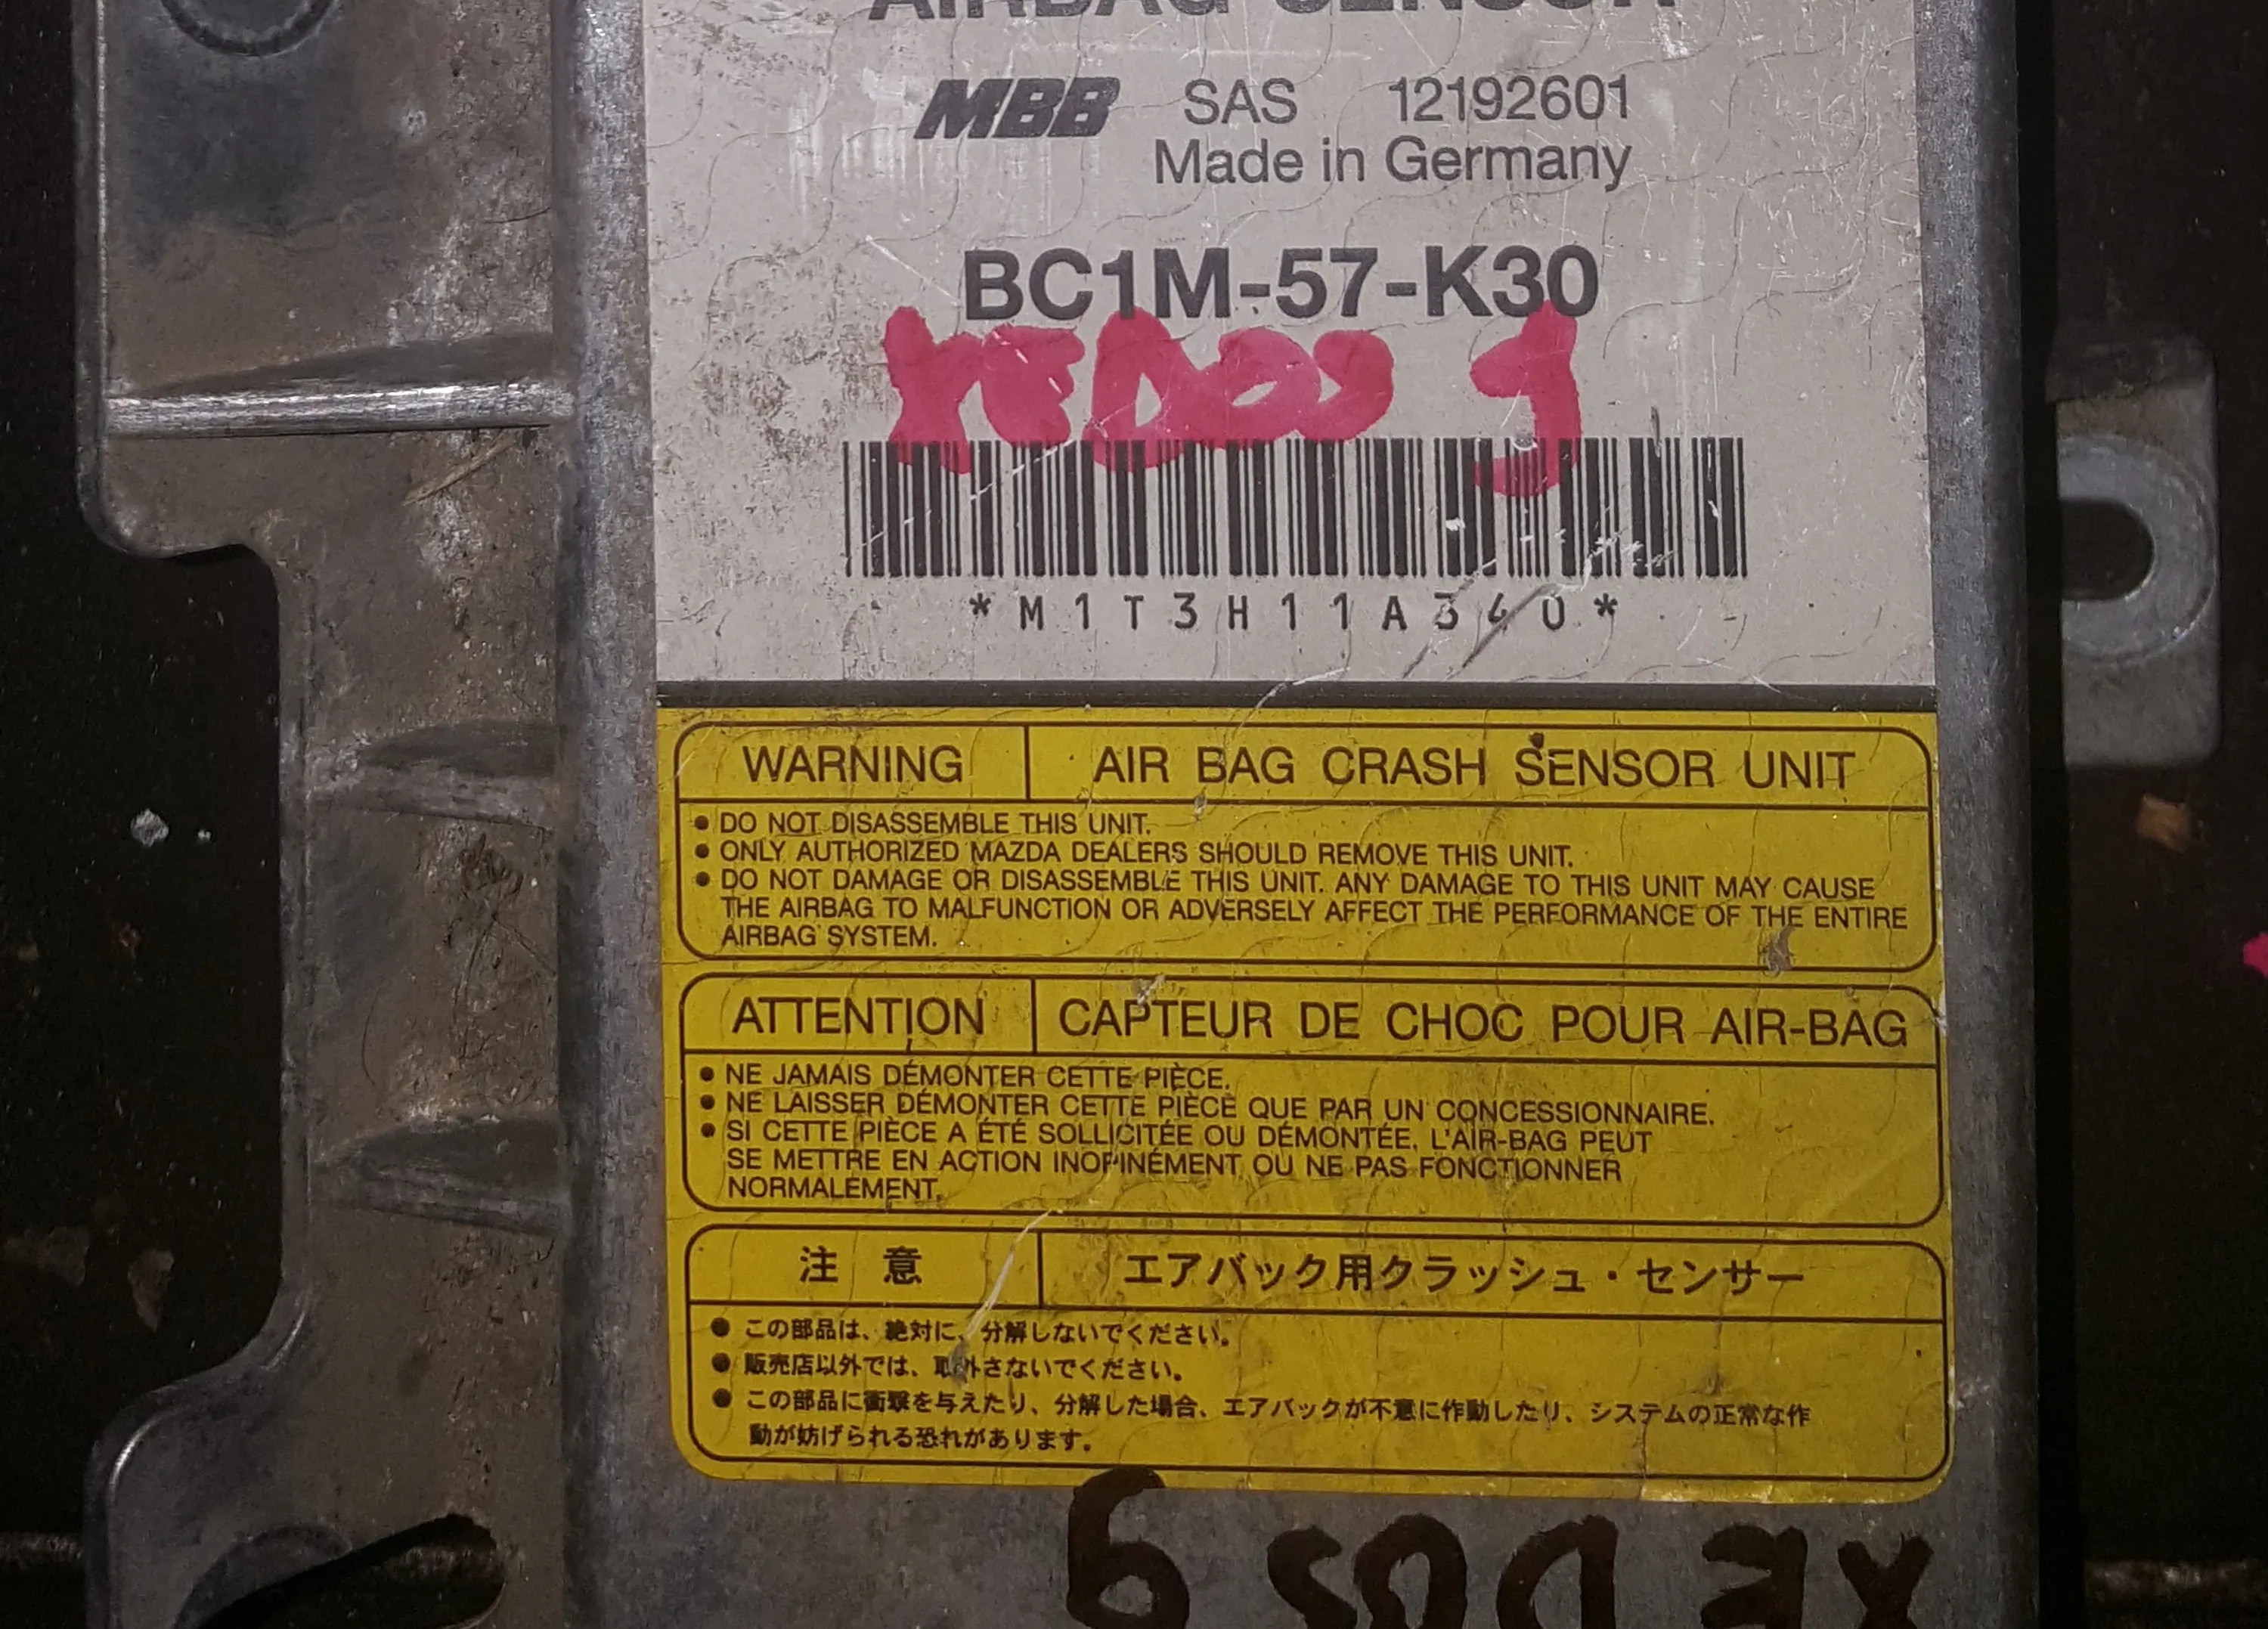 AIRBAG SENSOR
MBB SAS 12192601
Made in Germany
BC1M-57-K30
XEDOS 9
*M1T3H11A340*
WARNING AIR BAG CRASH SENSOR UNIT
● DO NOT DISASSEMBLE THIS UNIT.
● ONLY AUTHORIZED MAZDA DEALERS SHOULD REMOVE THIS UNIT.
● DO NOT DAMAGE OR DISASSEMBLE THIS UNIT. ANY DAMAGE TO THIS UNIT MAY CAUSE
THE AIRBAG TO MALFUNCTION OR ADVERSELY AFFECT THE PERFORMANCE OF THE ENTIRE
AIRBAG SYSTEM.
ATTENTION CAPTEUR DE CHOC POUR AIR-BAG
● NE JAMAIS DÉMONTER CETTE PIÈCE.
● NE LAISSER DÉMONTER CETTE PIÈCE QUE PAR UN CONCESSIONNAIRE.
● SI CETTE PIÈCE A ÉTÉ SOLLICITÉE OU DÉMONTÉE, L'AIR-BAG PEUT
SE METTRE EN ACTION INOPINÉMENT OU NE PAS FONCTIONNER
NORMALEMENT.
注意 エアバック用クラッシュ・センサー
● この部品は、絶対に、分解しないでください。
● 販売店以外では、取外さないでください。
● この部品に衝撃を与えたり、分解した場合、エアバックが不意に作動したり、システムの正常な作
動が妨げられる恐れがあります。
XEDOS 9